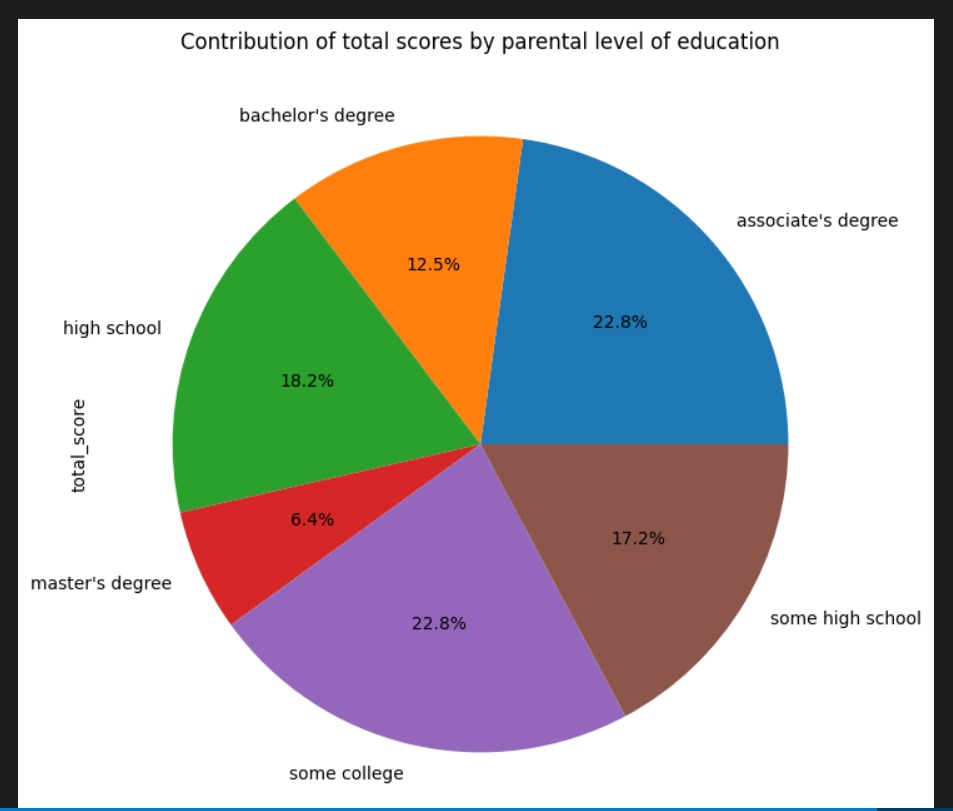 Contribution of total scores by parental level of education
bachelor's degree
associate's degree
12.5%
22.8%
high school
18.2%
total_score
6.4%
17.2%
master's degree
some high school
22.8%
some college